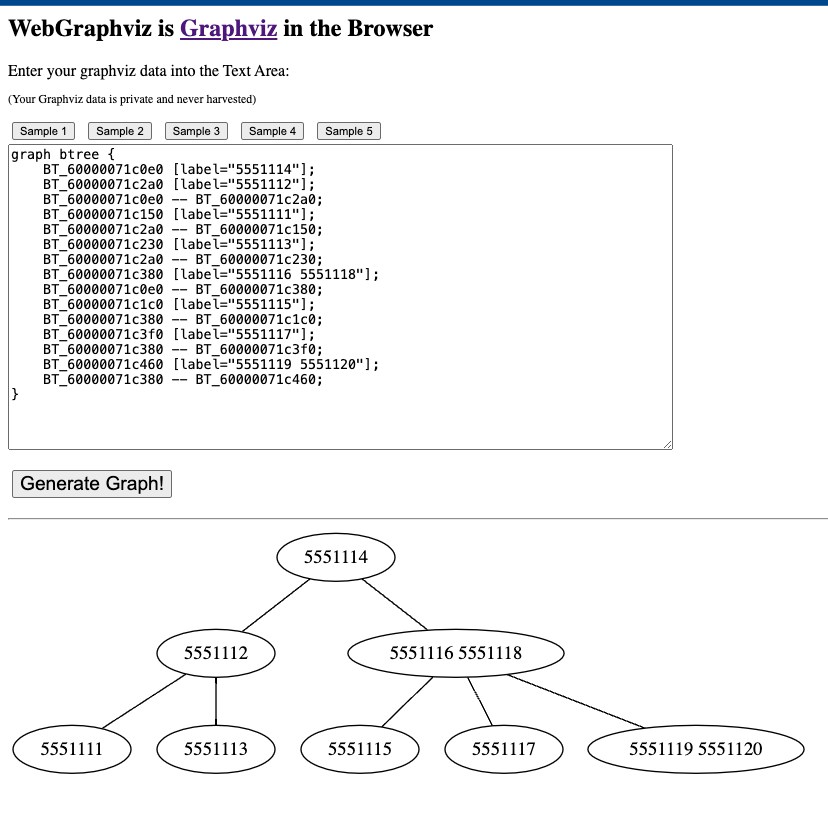 WebGraphviz is Graphviz in the Browser
Enter your graphviz data into the Text Area:
(Your Graphviz data is private and never harvested)
Sample 1 Sample 2 Sample 3 Sample 4 Sample 5
graph btree {
    BT_60000071c0e0 [label="5551114"];
    BT_60000071c2a0 [label="5551112"];
    BT_60000071c0e0 -- BT_60000071c2a0;
    BT_60000071c150 [label="5551111"];
    BT_60000071c2a0 -- BT_60000071c150;
    BT_60000071c230 [label="5551113"];
    BT_60000071c2a0 -- BT_60000071c230;
    BT_60000071c380 [label="5551116 5551118"];
    BT_60000071c0e0 -- BT_60000071c380;
    BT_60000071c1c0 [label="5551115"];
    BT_60000071c380 -- BT_60000071c1c0;
    BT_60000071c3f0 [label="5551117"];
    BT_60000071c380 -- BT_60000071c3f0;
    BT_60000071c460 [label="5551119 5551120"];
    BT_60000071c380 -- BT_60000071c460;
}
Generate Graph!
5551114
5551112 5551116 5551118
5551111 5551113 5551115 5551117 5551119 5551120